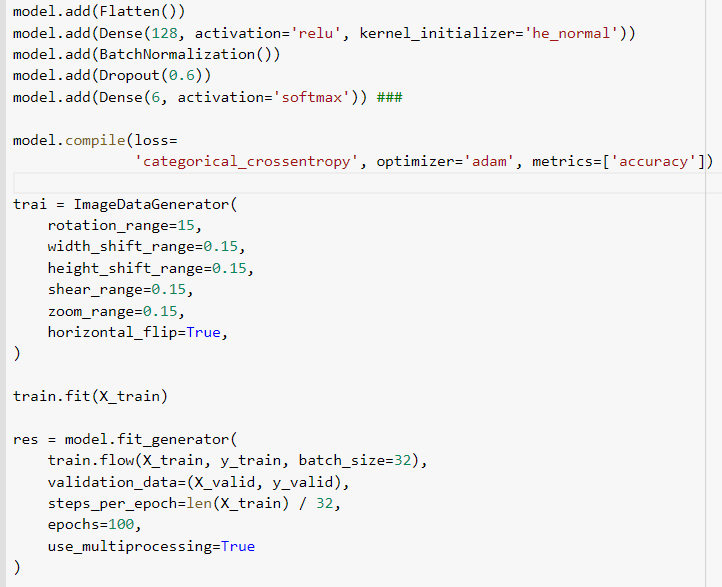 model.add(Flatten())
model.add(Dense(128, activation='relu', kernel_initializer='he_normal'))
model.add(BatchNormalization())
model.add(Dropout(0.6))
model.add(Dense(6, activation='softmax')) ###
model.compile(loss=
'categorical_crossentropy', optimizer='adam', metrics=['accuracy'])
trai = ImageDataGenerator(
rotation_range=15,
width_shift_range=0.15,
height_shift_range=0.15,
shear_range=0.15,
zoom_range=0.15,
horizontal_flip=True,
)
train.fit(X_train)
res = model.fit_generator(
train.flow(X_train, y_train, batch_size=32),
validation_data=(X_valid, y_valid),
steps_per_epoch=len(X_train) / 32,
epochs=100,
use_multiprocessing=True
)